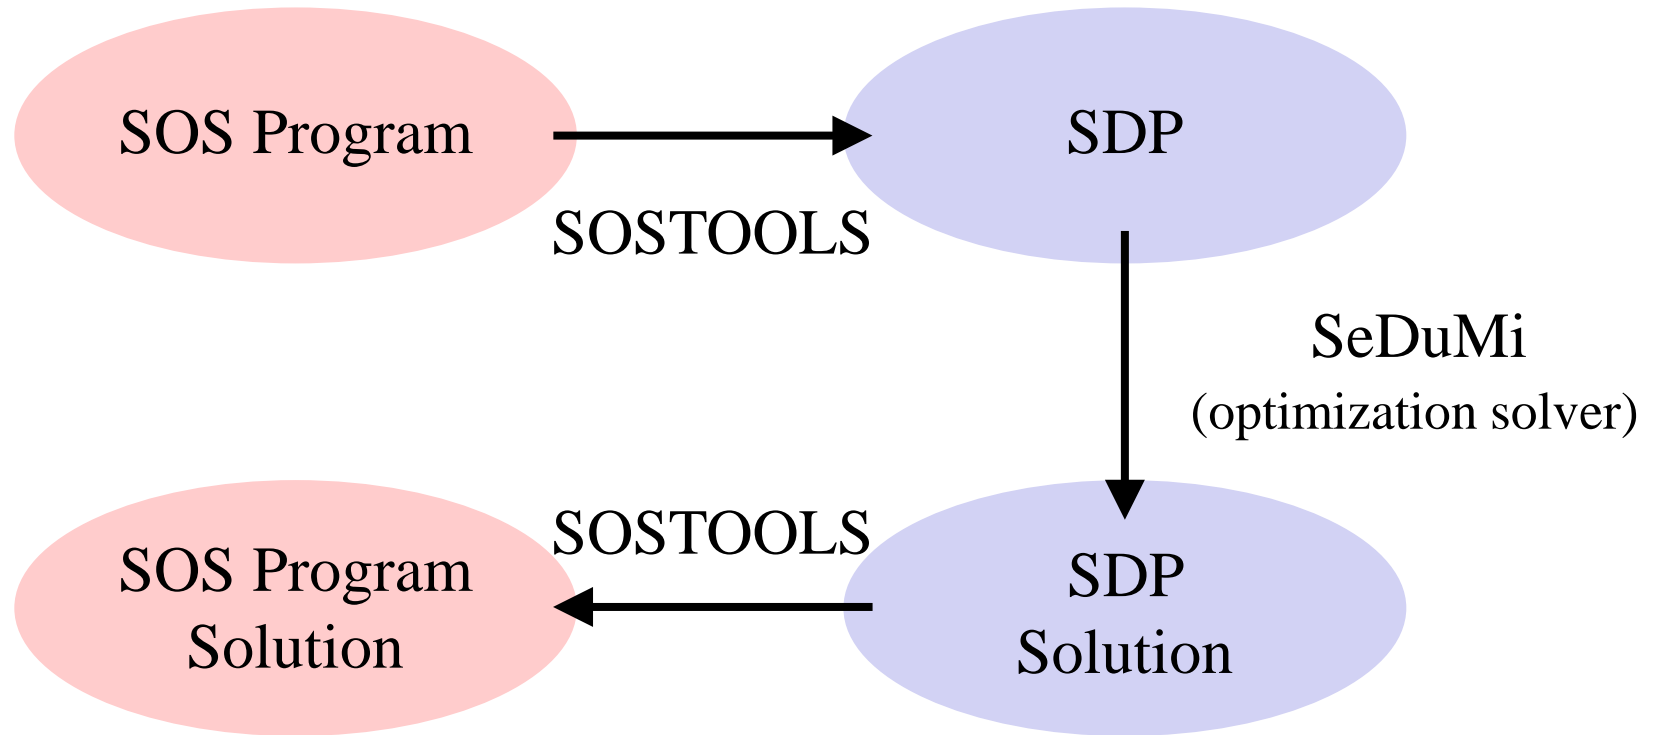 SOS Program
SDP
SOSTOOLS
SeDuMi
(optimization solver)
SOSTOOLS
SDP
Solution
SOS Program
Solution